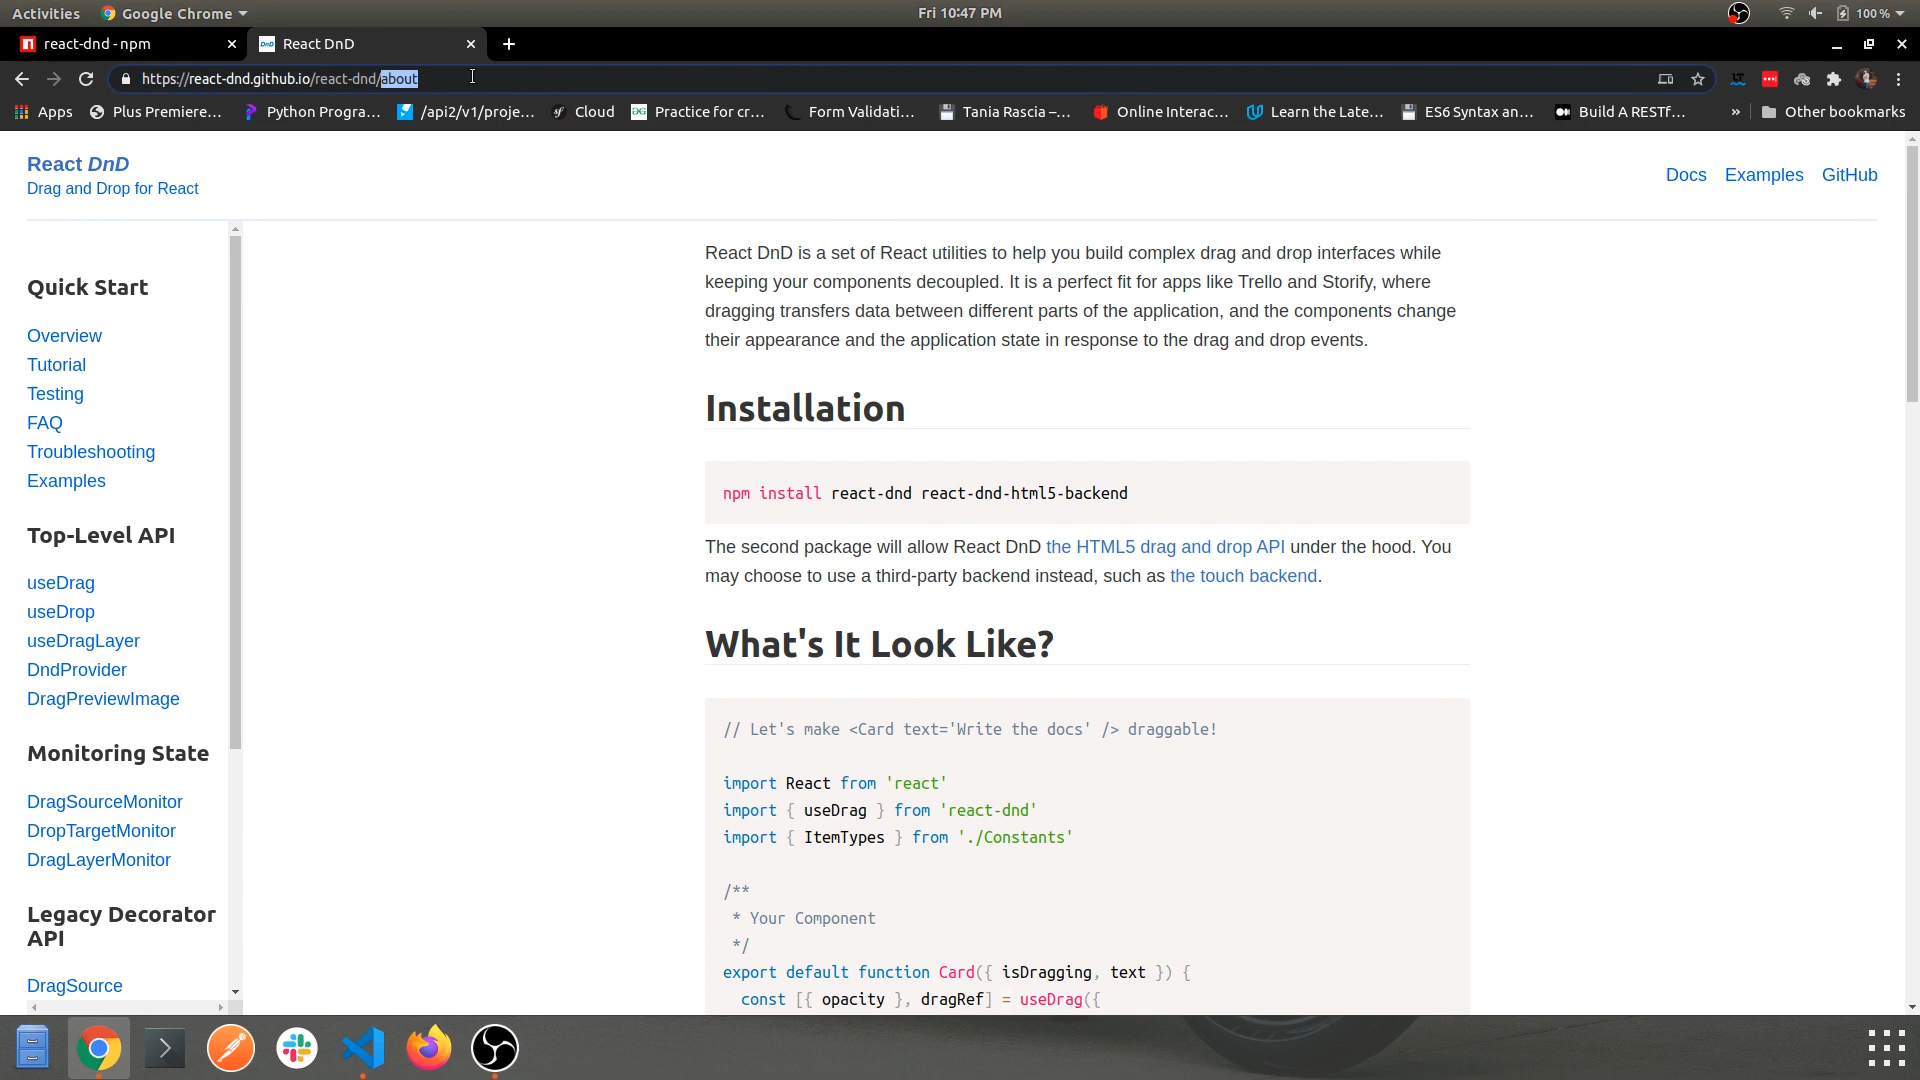 Activities Google Chrome Fri 10:47 PM 100 %
react-dnd - npm React DnD
https://react-dnd.github.io/react-dnd/about
Apps Plus Premiere... Python Progra... /api2/v1/proje... Cloud Practice for cr... Form Validati... Tania Rascia –... Online Interac... Learn the Late... ES6 Syntax an... Build A RESTf... » Other bookmarks
React DnD
Drag and Drop for React
Docs Examples GitHub
Quick Start
Overview
Tutorial
Testing
FAQ
Troubleshooting
Examples
Top-Level API
useDrag
useDrop
useDragLayer
DndProvider
DragPreviewImage
Monitoring State
DragSourceMonitor
DropTargetMonitor
DragLayerMonitor
Legacy Decorator
API
DragSource
React DnD is a set of React utilities to help you build complex drag and drop interfaces while
keeping your components decoupled. It is a perfect fit for apps like Trello and Storify, where
dragging transfers data between different parts of the application, and the components change
their appearance and the application state in response to the drag and drop events.
Installation
npm install react-dnd react-dnd-html5-backend
The second package will allow React DnD the HTML5 drag and drop API under the hood. You
may choose to use a third-party backend instead, such as the touch backend.
What's It Look Like?
// Let's make <Card text='Write the docs' /> draggable!
import React from 'react'
import { useDrag } from 'react-dnd'
import { ItemTypes } from './Constants'
/**
* Your Component
*/
export default function Card({ isDragging, text }) {
const [{ opacity }, dragRef] = useDrag({